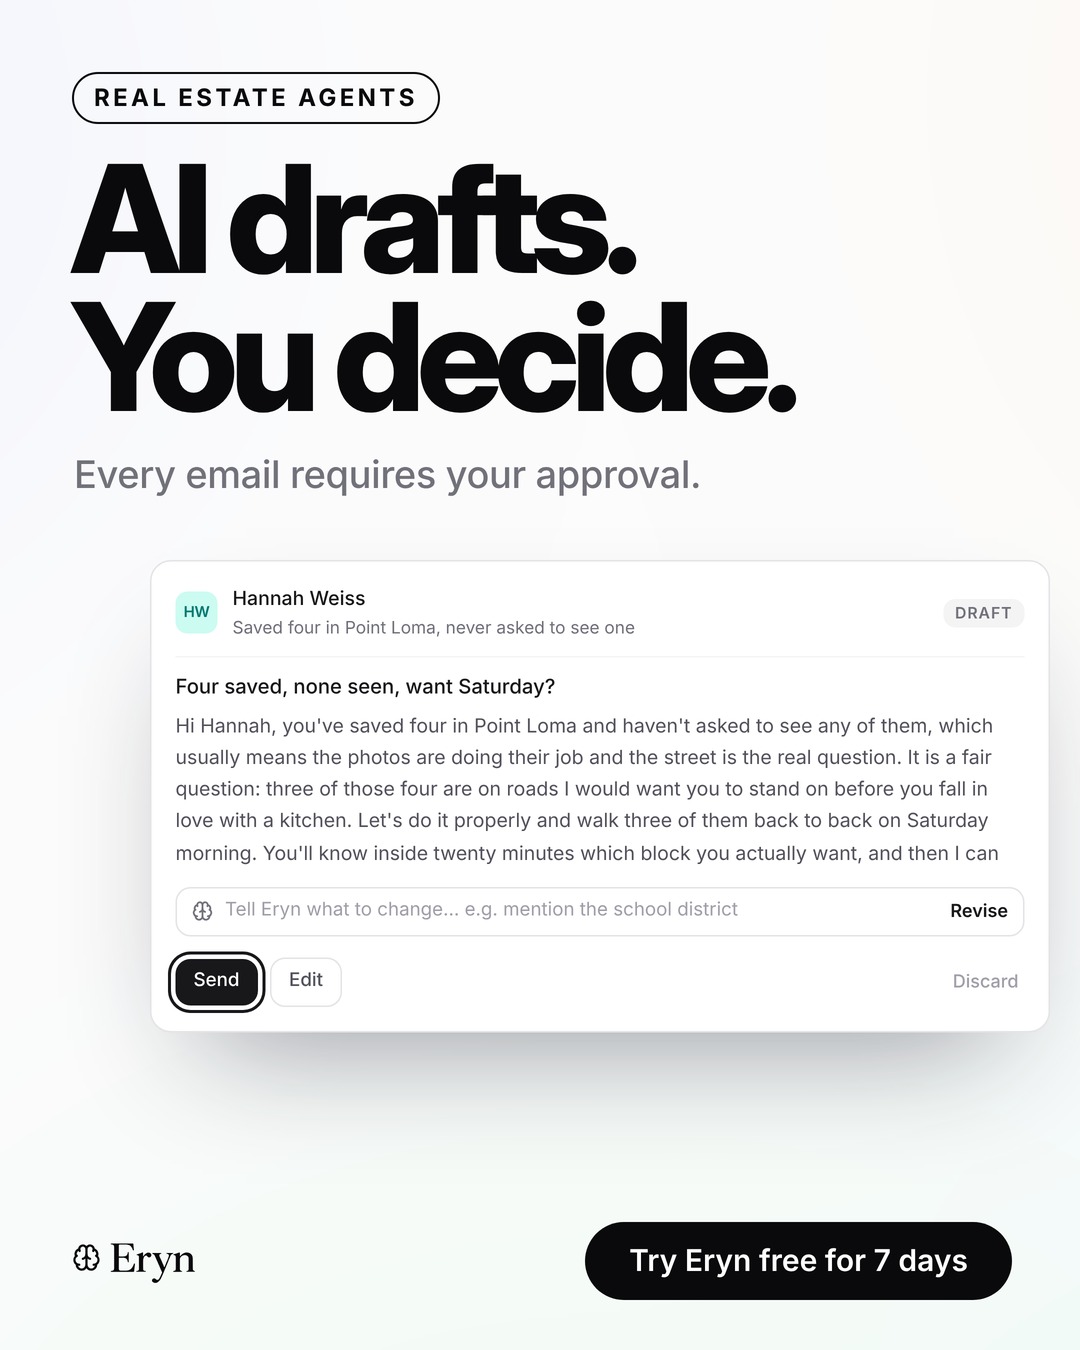 REAL ESTATE AGENTS
AI drafts.
You decide.
Every email requires your approval.
HW
Hannah Weiss
Saved four in Point Loma, never asked to see one
DRAFT
Four saved, none seen, want Saturday?
Hi Hannah, you've saved four in Point Loma and haven't asked to see any of them, which
usually means the photos are doing their job and the street is the real question. It is a fair
question: three of those four are on roads I would want you to stand on before you fall in
love with a kitchen. Let's do it properly and walk three of them back to back on Saturday
morning. You'll know inside twenty minutes which block you actually want, and then I can
Tell Eryn what to change... e.g. mention the school district
Revise
Send
Edit
Discard
Eryn
Try Eryn free for 7 days